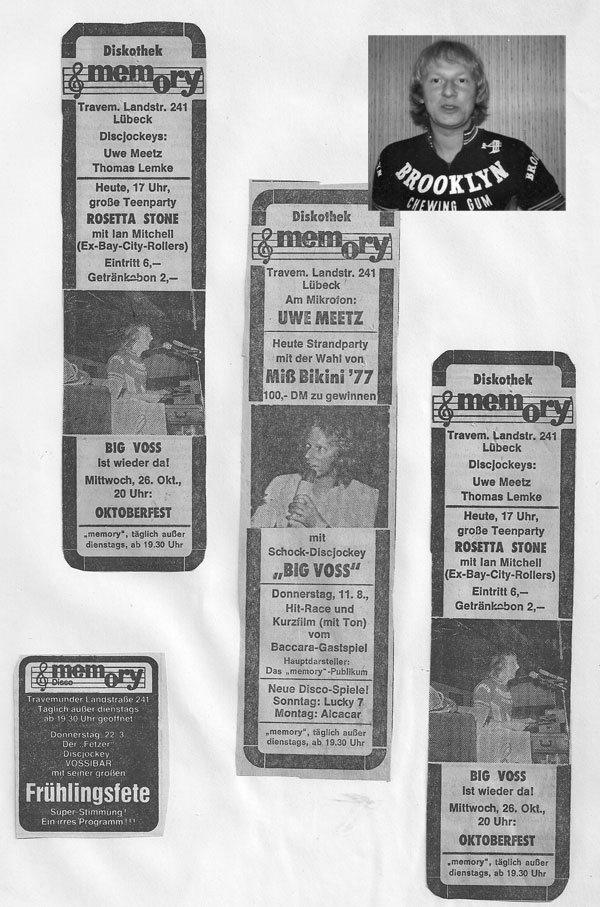 Diskothek
memory
Travem. Landstr. 241
Lübeck
Discjockeys:
Uwe Meetz
Thomas Lemke
Heute, 17 Uhr,
große Teenparty
ROSETTA STONE
mit Ian Mitchell
(Ex-Bay-City-Rollers)
Eintritt 6,—
Getränkebon 2,—
BIG VOSS
Ist wieder da!
Mittwoch, 26. Okt.,
20 Uhr:
OKTOBERFEST
„memory", täglich außer
dienstags, ab 19.30 Uhr
memory
Disco
Travemünder Landstraße 241
Täglich außer dienstags
ab 19.30 Uhr geöffnet
Donnerstag, 22. 3.
Der „Fetzer"
Discjockey
VOSSIBÄR
mit seiner großen
Frühlingsfete
Super-Stimmung!
Ein irres Programm!!!
Diskothek
memory
Travem. Landstr. 241
Lübeck
Am Mikrofon:
UWE MEETZ
Heute Strandparty
mit der Wahl von
Miß Bikini '77
100,- DM zu gewinnen
mit
Schock-Discjockey
„BIG VOSS"
Donnerstag, 11. 8.,
Hit-Race und
Kurzfilm (mit Ton)
vom
Baccara-Gastspiel
Hauptdarsteller:
Das „memory"-Publikum
Neue Disco-Spiele!
Sonntag: Lucky 7
Montag: Alcacar
„memory", täglich außer
dienstags, ab 19.30 Uhr
BROOKLYN
CHEWING GUM
BROO
Diskothek
memory
Travem. Landstr. 241
Lübeck
Discjockeys:
Uwe Meetz
Thomas Lemke
Heute, 17 Uhr,
große Teenparty
ROSETTA STONE
mit Ian Mitchell
(Ex-Bay-City-Rollers)
Eintritt 6,—
Getränkebon 2,—
BIG VOSS
Ist wieder da!
Mittwoch, 26. Okt.,
20 Uhr:
OKTOBERFEST
„memory", täglich außer
dienstags, ab 19.30 Uhr